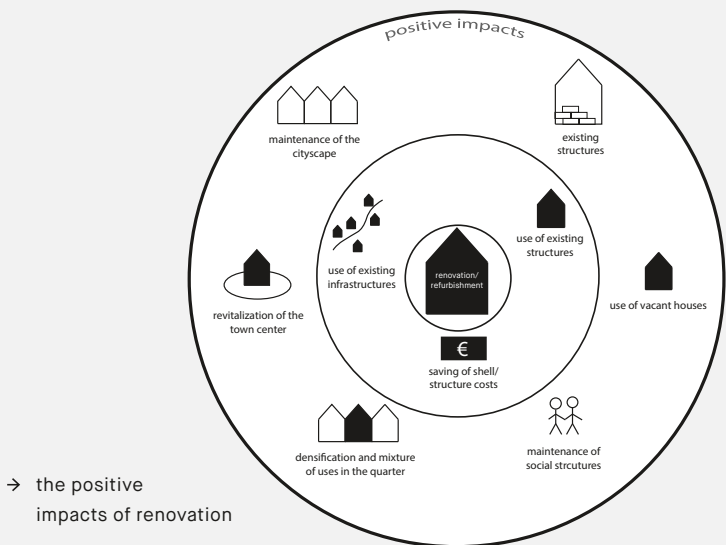 positive impacts
maintenance of the
cityscape
existing
structures
use of existing
infrastructures
use of existing
structures
renovation/
refurbishment
revitalization of the
town center
use of vacant houses
€
saving of shell/
structure costs
densification and mixture
of uses in the quarter
maintenance of
social strcutures
→ the positive
impacts of renovation